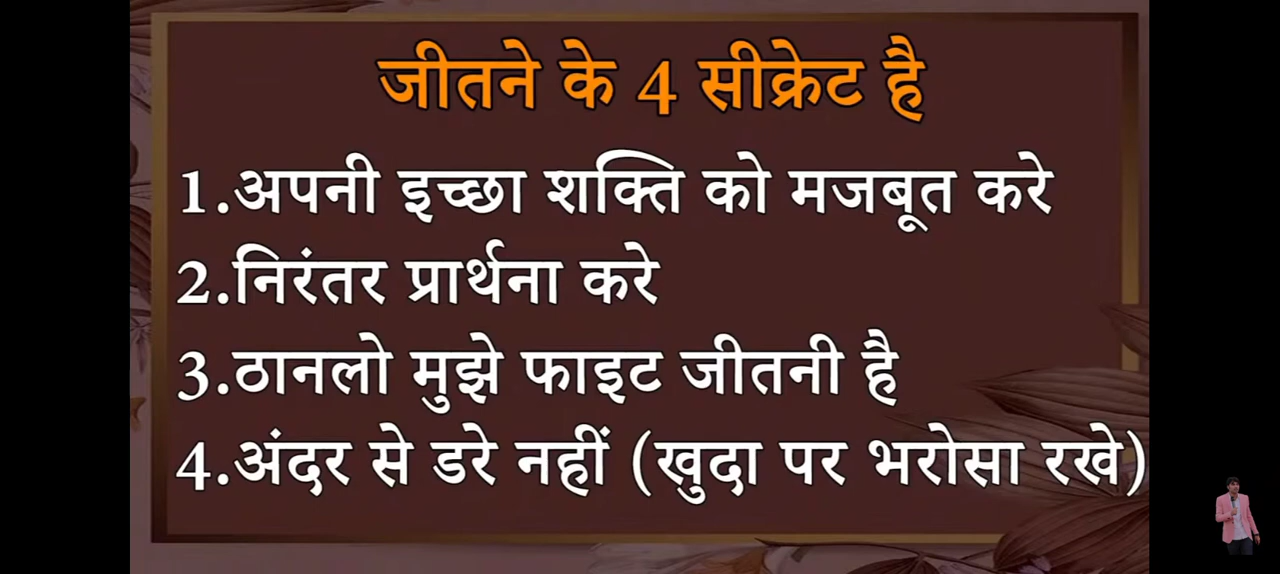 जीतने के 4 सीक्रेट है
1.अपनी इच्छा शक्ति को मजबूत करे
2.निरंतर प्रार्थना करे
3.ठानलो मुझे फाइट जीतनी है
4.अंदर से डरे नहीं (खुदा पर भरोसा रखे)